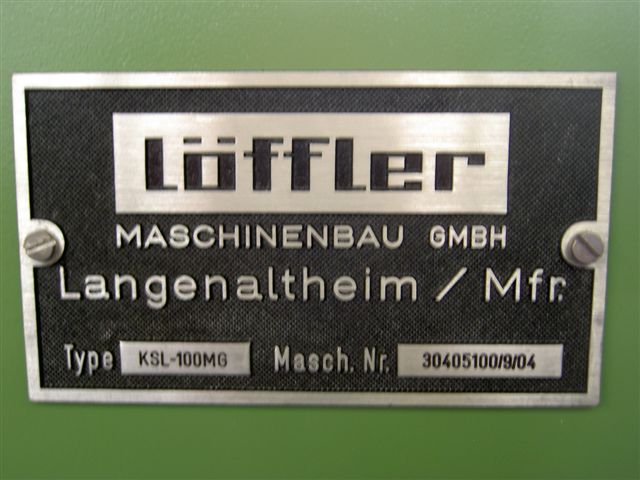 Löffler
MASCHINENBAU GMBH
Langenaltheim / Mfr.
Type KSL-100MG Masch. Nr. 30405100/9/04